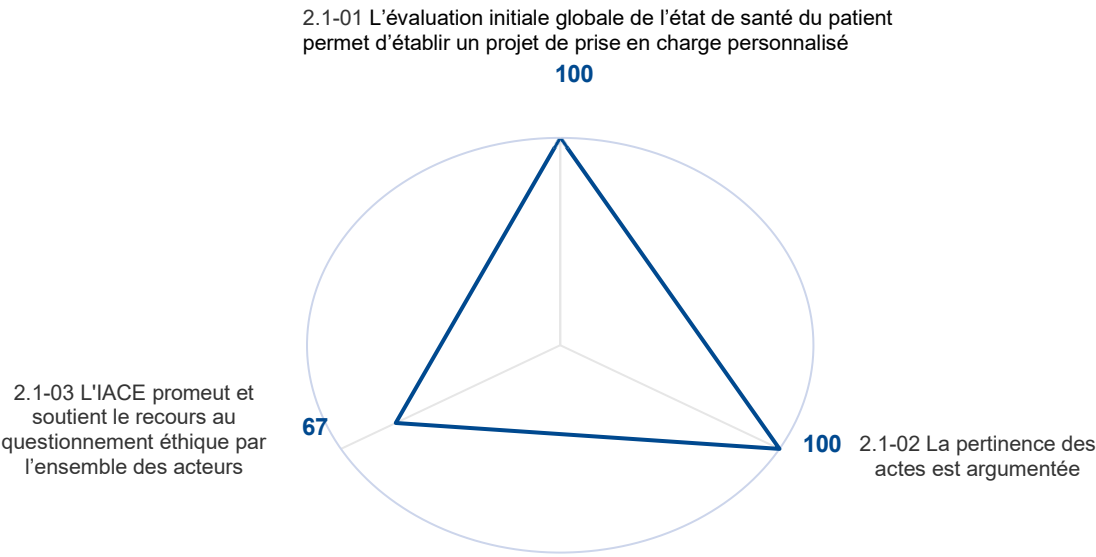 2.1-01 L’évaluation initiale globale de l’état de santé du patient
permet d’établir un projet de prise en charge personnalisé
100
2.1-03 L'IACE promeut et
soutient le recours au
questionnement éthique par
l’ensemble des acteurs
67
100
2.1-02 La pertinence des
actes est argumentée